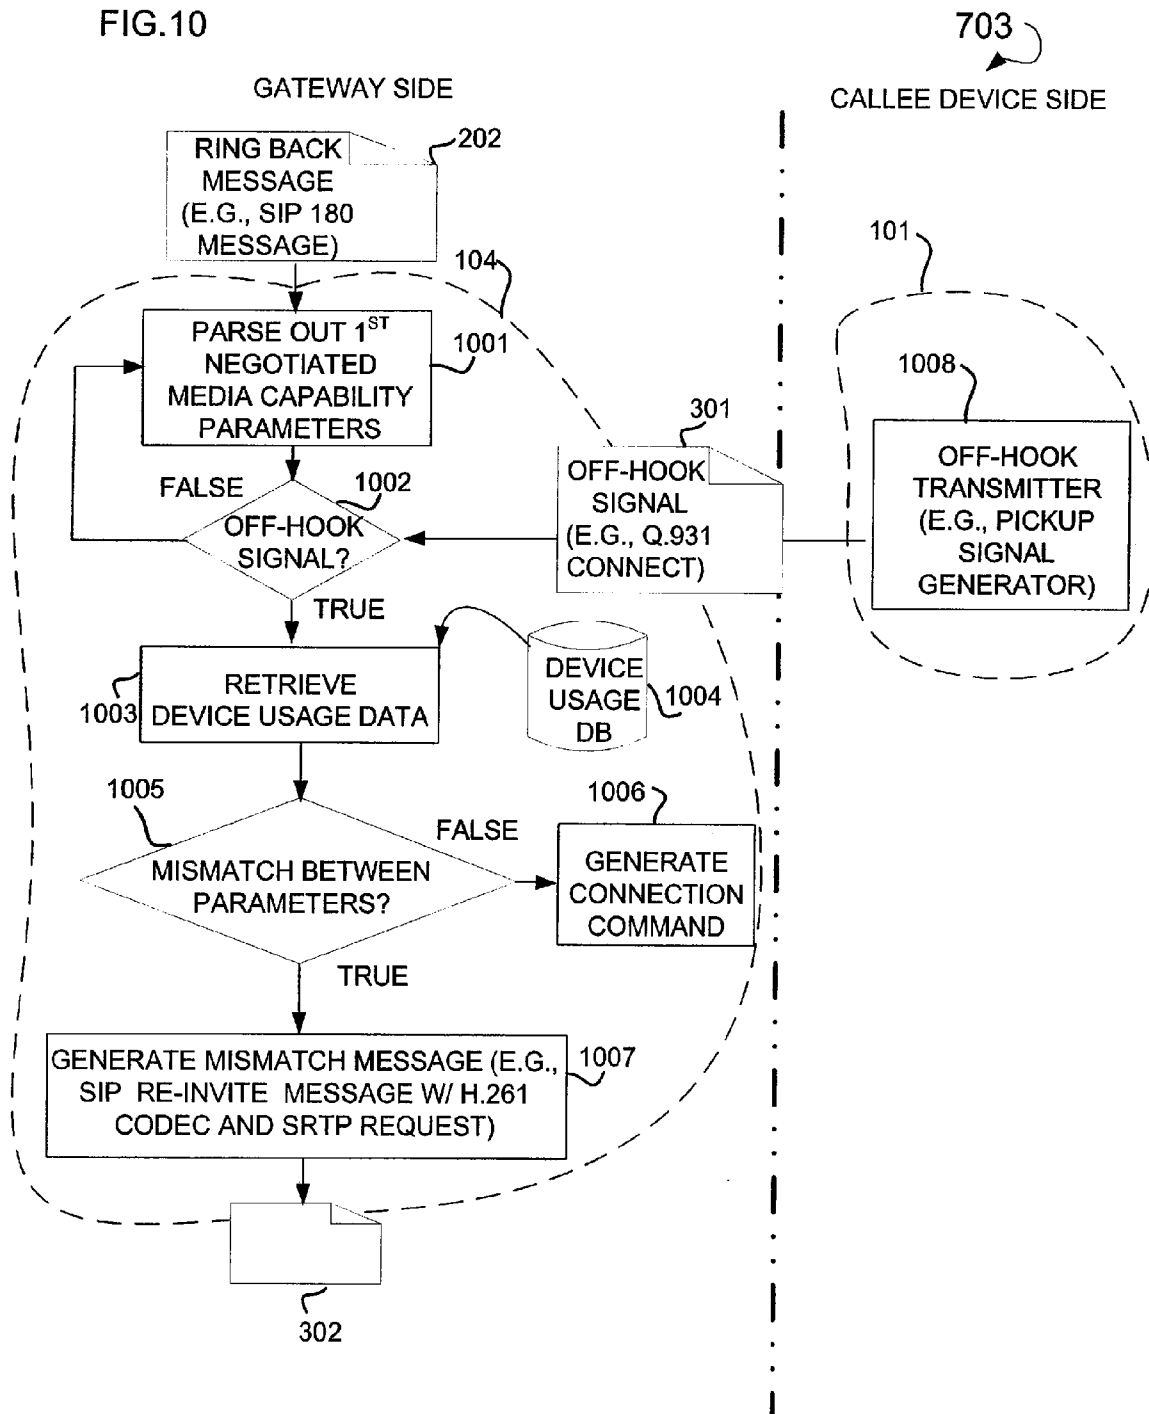 FIG.10
703
GATEWAY SIDE
CALLEE DEVICE SIDE
RING BACK
MESSAGE
(E.G., SIP 180
MESSAGE)
202
104
101
PARSE OUT 1ST
NEGOTIATED
MEDIA CAPABILITY
PARAMETERS
1001
1008
301
OFF-HOOK
SIGNAL
(E.G., Q.931
CONNECT)
OFF-HOOK
TRANSMITTER
(E.G., PICKUP
SIGNAL
GENERATOR)
FALSE
1002
OFF-HOOK
SIGNAL?
TRUE
RETRIEVE
DEVICE USAGE DATA
1003
DEVICE
USAGE
DB
1004
1005
MISMATCH BETWEEN
PARAMETERS?
FALSE
1006
GENERATE
CONNECTION
COMMAND
TRUE
GENERATE MISMATCH MESSAGE (E.G.,
SIP RE-INVITE MESSAGE W/ H.261
CODEC AND SRTP REQUEST)
1007
302